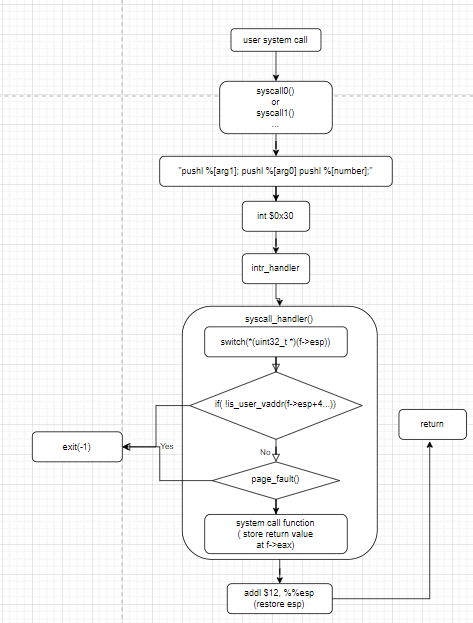 user system call
syscall0()
or
syscall1()
...
"pushl %[arg1]; pushl %[arg0] pushl %[number];"
int $0x30
intr_handler
syscall_handler()
switch(*(uint32_t *)(f->esp))
if( !is_user_vaddr(f->esp+4...))
return
exit(-1)
Yes
No
page_fault()
system call function
( store return value
at f->eax)
addl $12, %%esp
(restore esp)